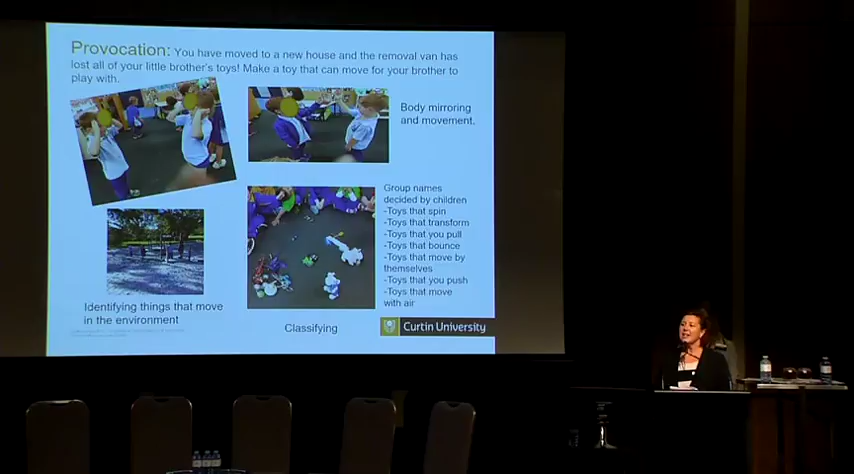 Provocation: You have moved to a new house and the removal van has
lost all of your little brother's toys! Make a toy that can move for your brother to
play with.
Body mirroring
and movement.
Group names
decided by children
-Toys that spin
-Toys that transform
-Toys that you pull
-Toys that bounce
-Toys that move by
themselves
-Toys that you push
-Toys that move
with air
Identifying things that move
in the environment
Classifying
Curtin University